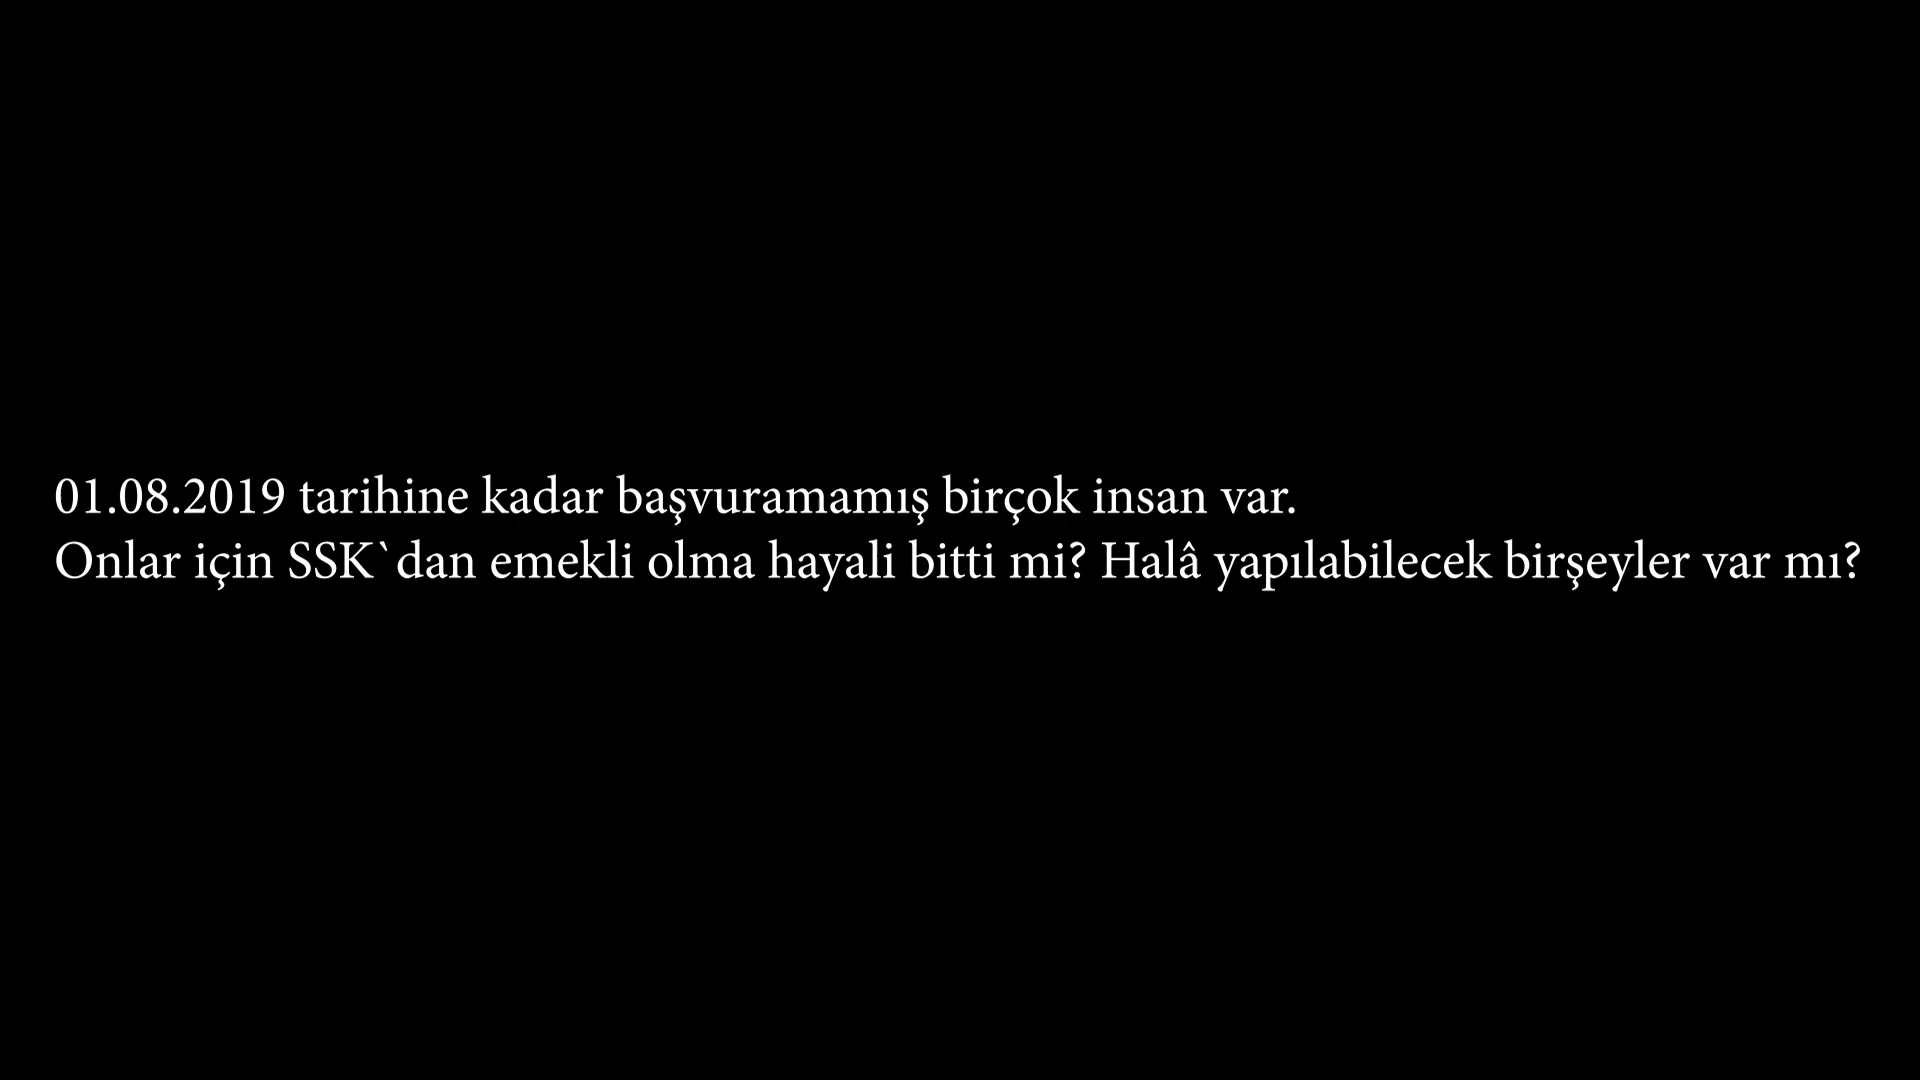 01.08.2019 tarihine kadar başvuramamış birçok insan var.
Onlar için SSK`dan emekli olma hayali bitti mi? Halâ yapılabilecek birşeyler var mı?